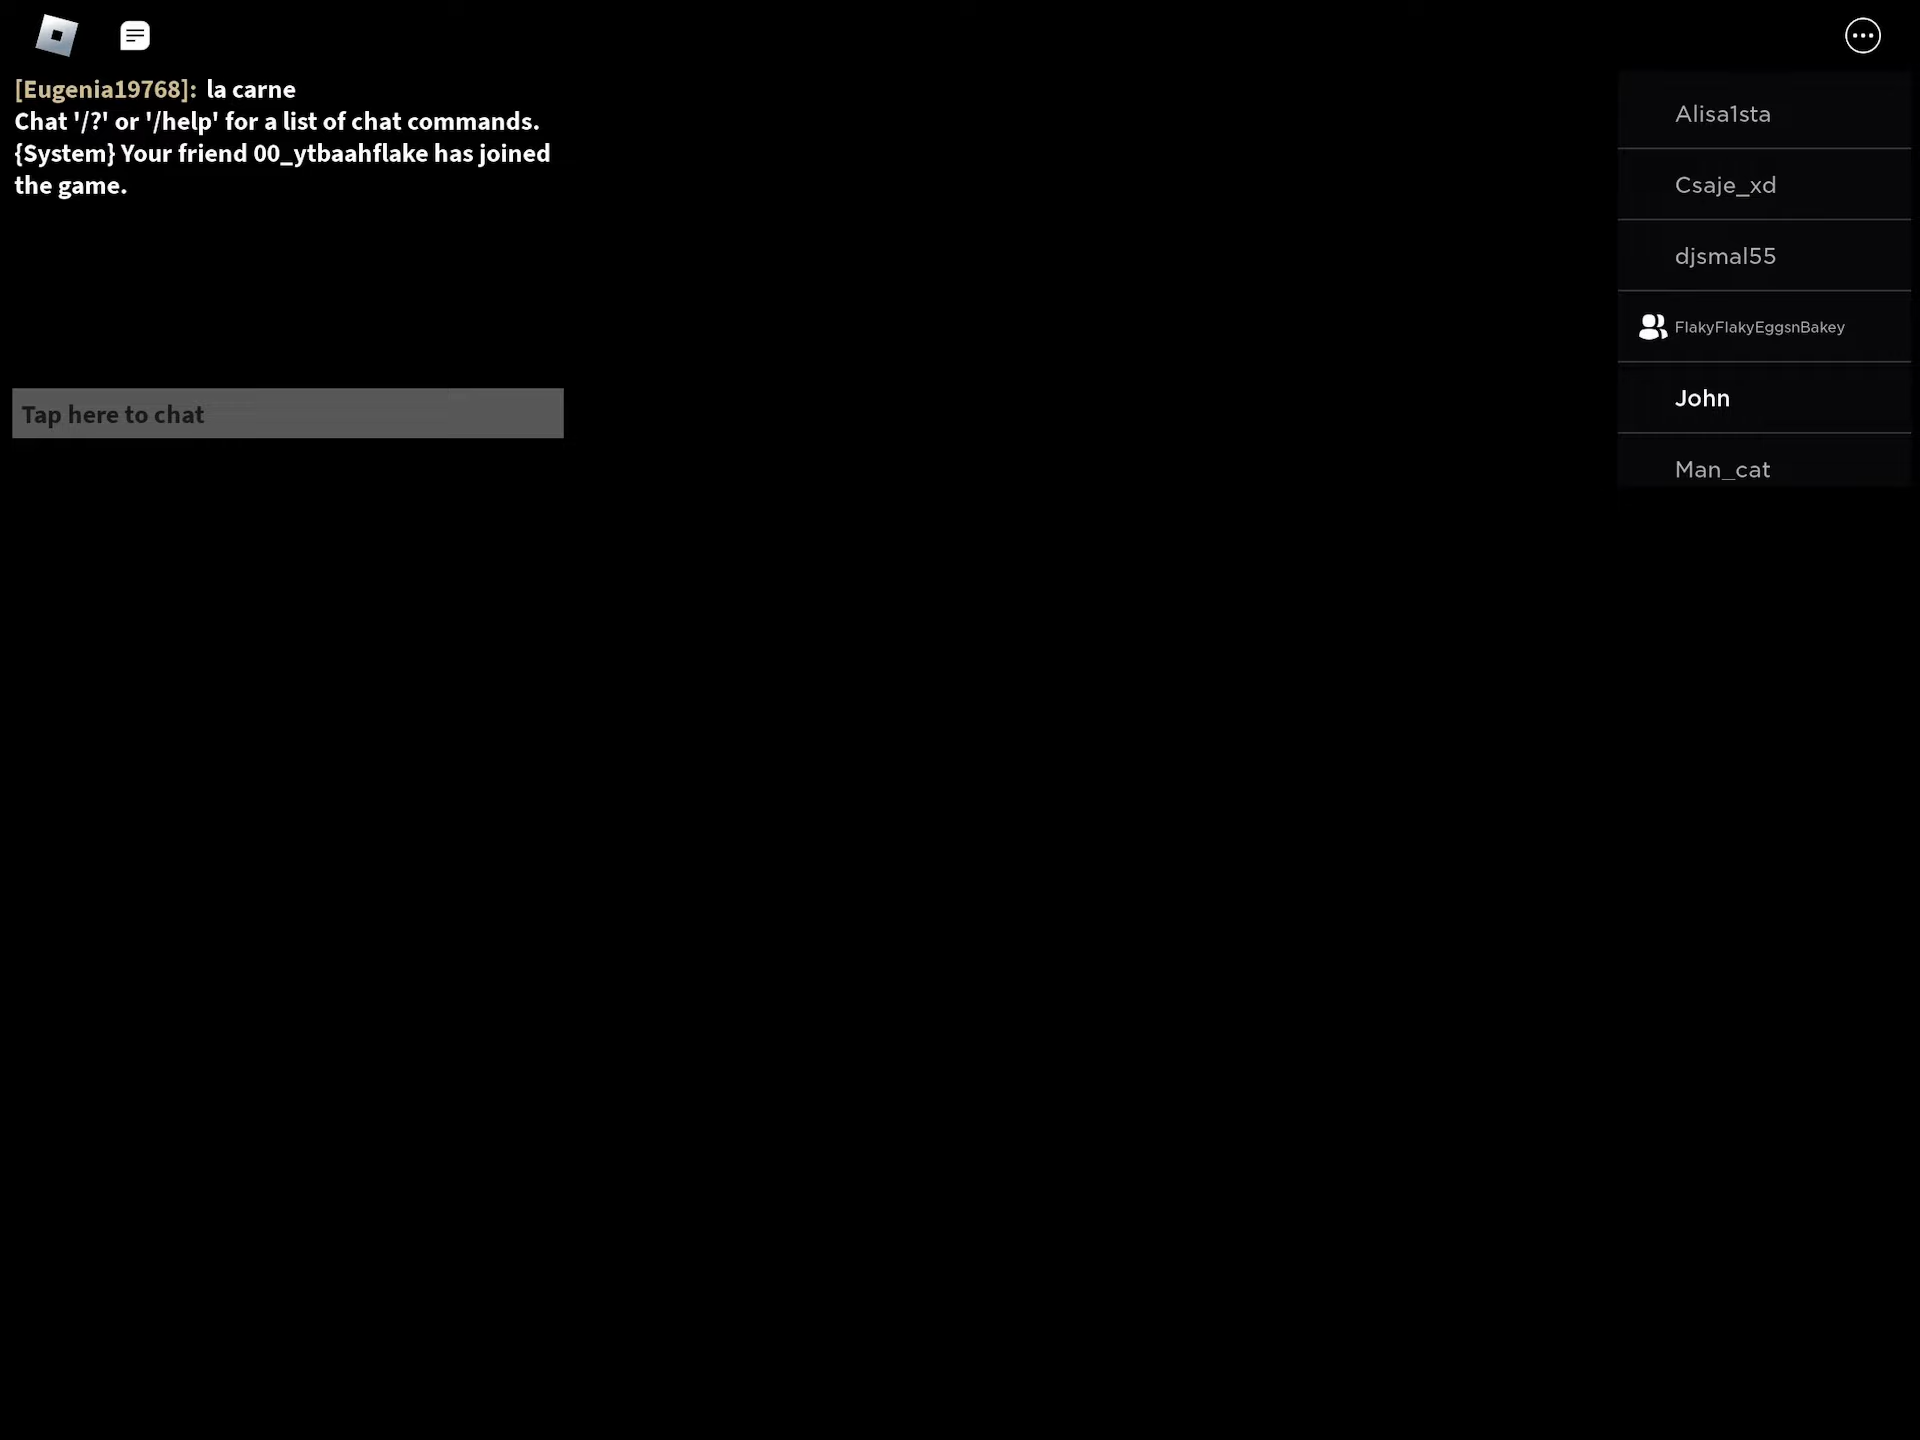 [Eugenia19768]: la carne
Chat '/?' or '/help' for a list of chat commands.
{System} Your friend 00_ytbaahflake has joined
the game.
Tap here to chat
Alisa1sta
Csaje_xd
djsmal55
FlakyFlakyEggsnBakey
John
Man_cat